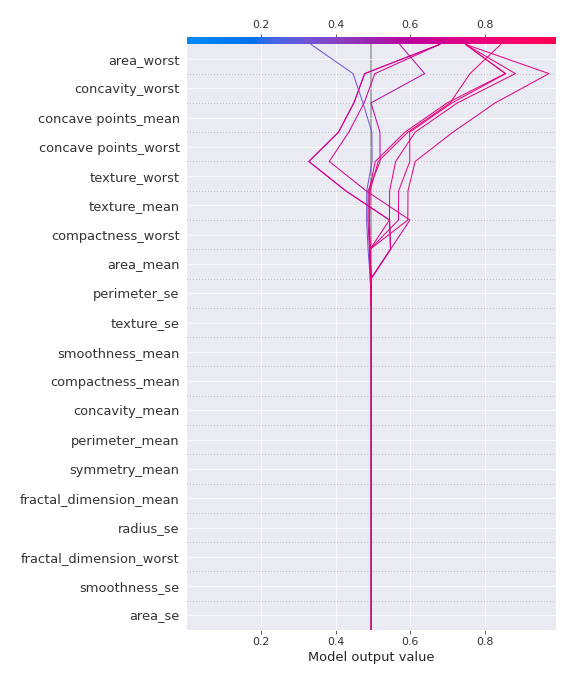 0.2 0.4 0.6 0.8
area_worst
concavity_worst
concave points_mean
concave points_worst
texture_worst
texture_mean
compactness_worst
area_mean
perimeter_se
texture_se
smoothness_mean
compactness_mean
concavity_mean
perimeter_mean
symmetry_mean
fractal_dimension_mean
radius_se
fractal_dimension_worst
smoothness_se
area_se
0.2 0.4 0.6 0.8
Model output value